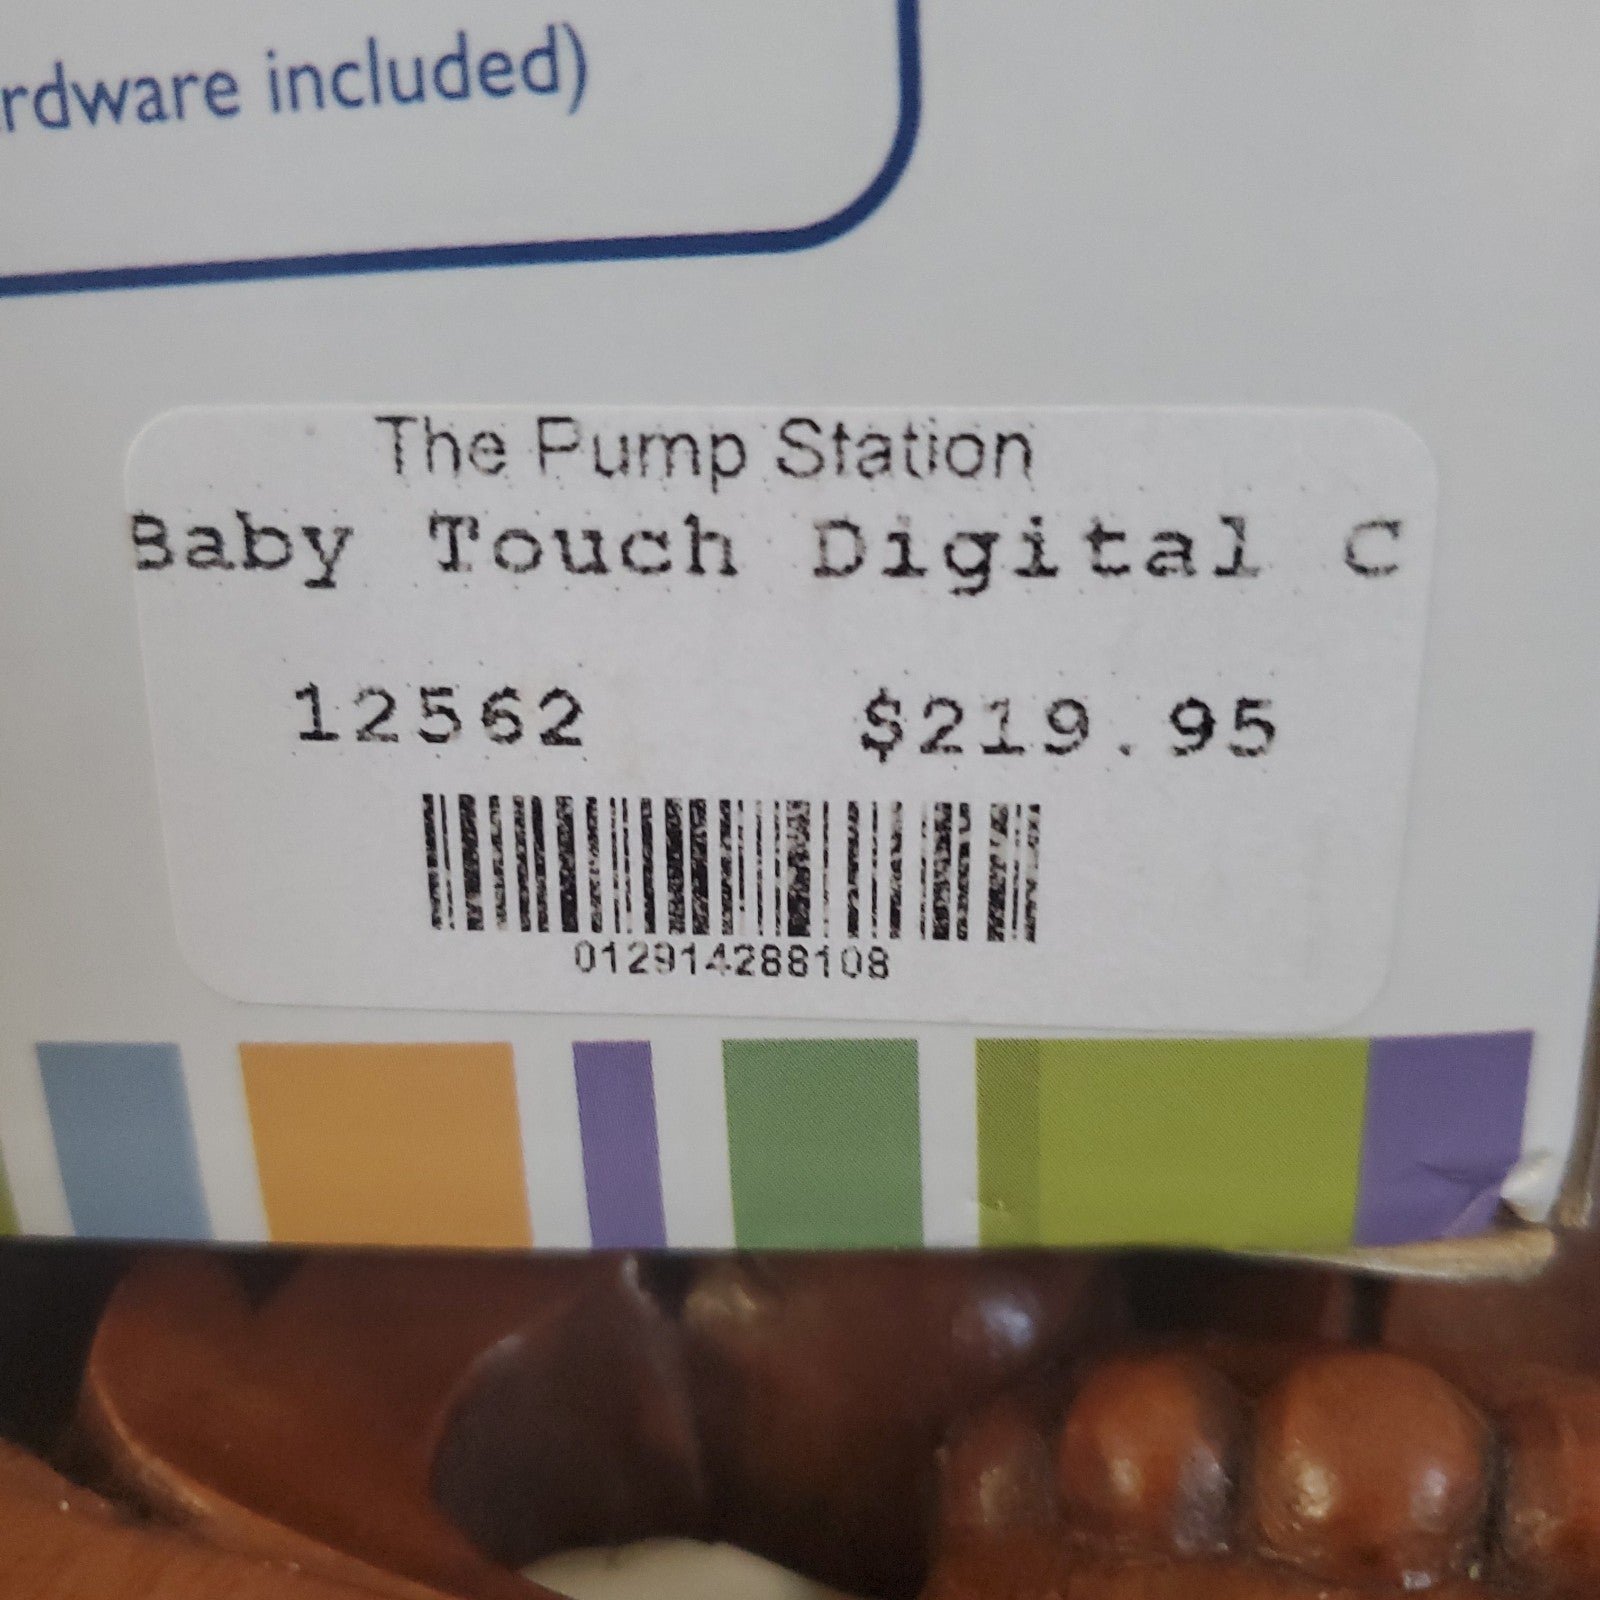 rdware included)
The Pump Station
Baby Touch Digital C
12562 $219.95
012914288108